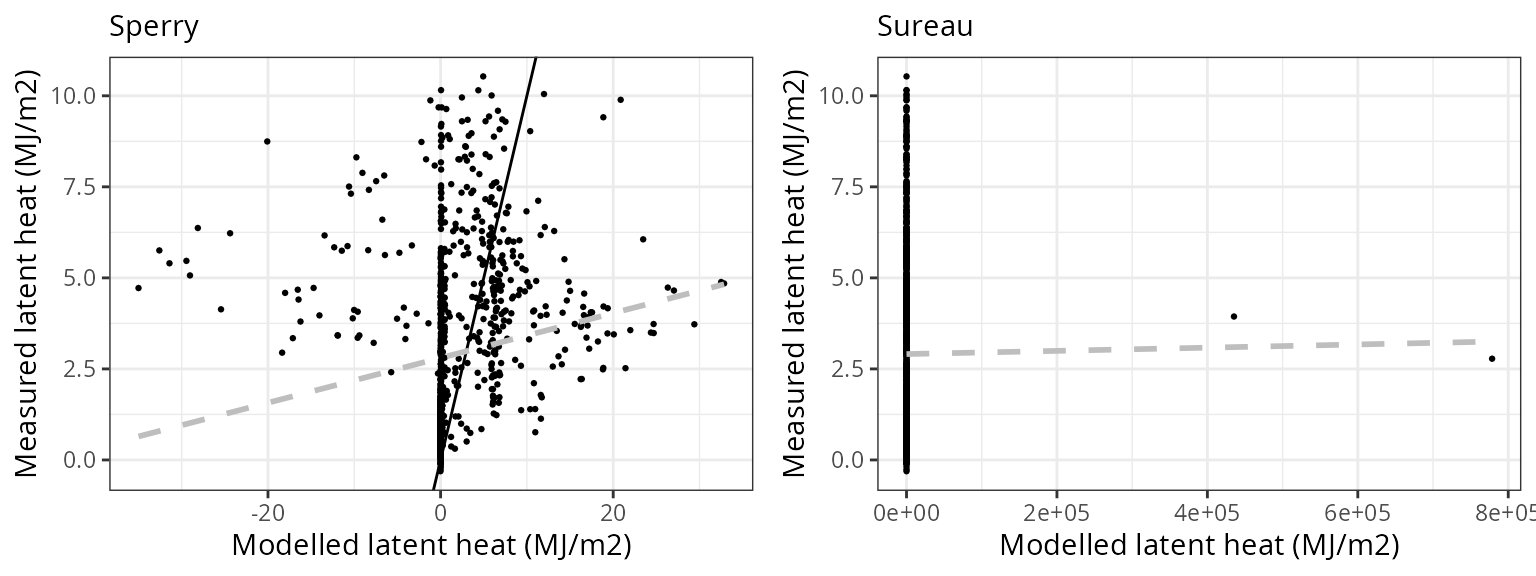 Sperry
Measured latent heat (MJ/m2)
10.0
7.5
5.0
2.5
0.0
-20 0 20
Modelled latent heat (MJ/m2)
Sureau
Measured latent heat (MJ/m2)
10.0
7.5
5.0
2.5
0.0
0e+00 2e+05 4e+05 6e+05 8e+05
Modelled latent heat (MJ/m2)